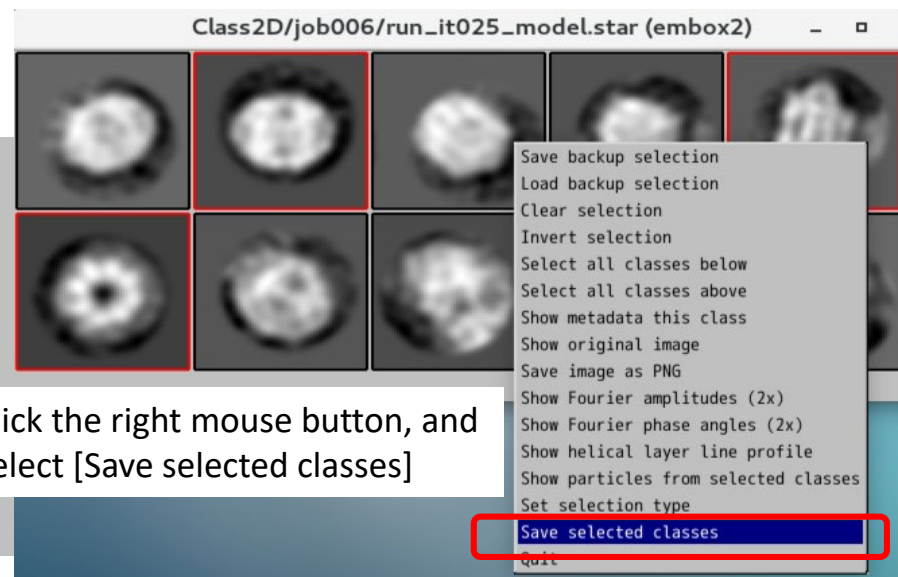 Class2D/job006/run_it025_model.star (embox2)
Save backup selection
Load backup selection
Clear selection
Invert selection
Select all classes below
Select all classes above
Show metadata this class
Show original image
Save image as PNG
Show Fourier amplitudes (2x)
Show Fourier phase angles (2x)
Show helical layer line profile
Show particles from selected classes
Set selection type
Save selected classes
Quit
ick the right mouse button, and
elect [Save selected classes]